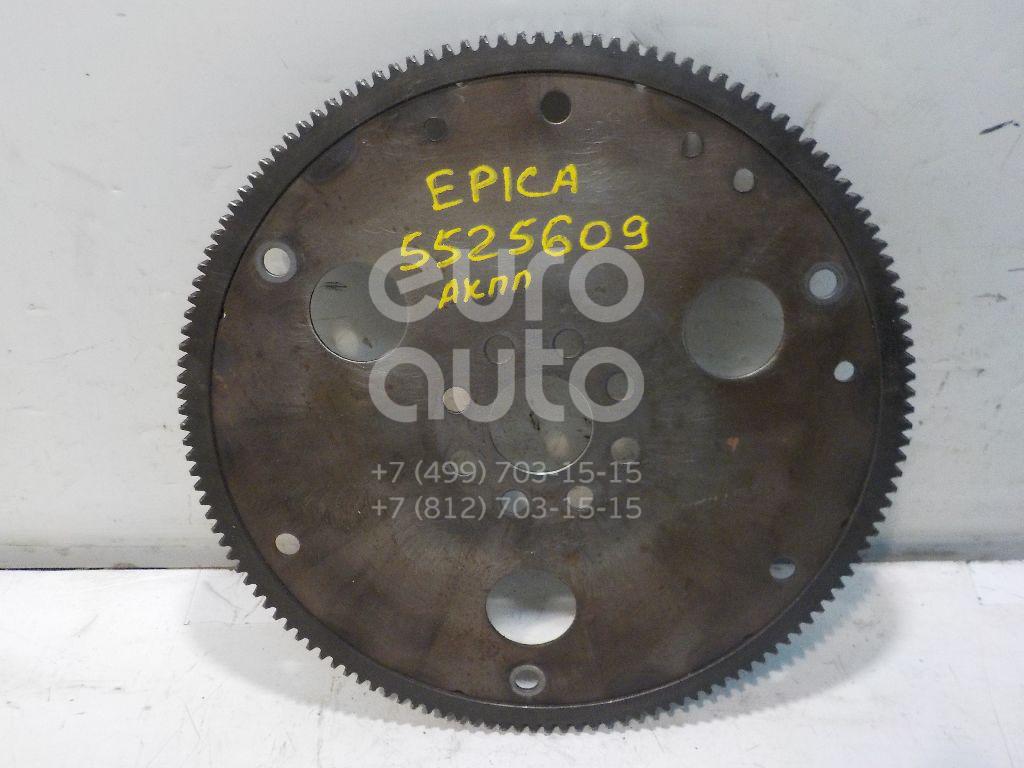 EPICA
5525609
АКПП
euro
auto
+7 (499) 703-15-15
+7 (812) 703-15-15